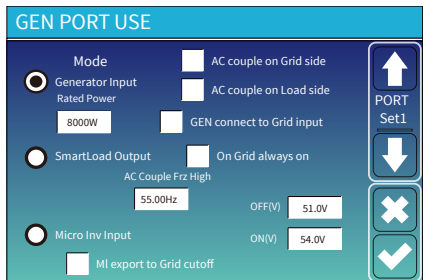 GEN PORT USE
Mode
AC couple on Grid side
Generator Input
AC couple on Load side
Rated Power
PORT
Set1
8000W
GEN connect to Grid input
SmartLoad Output
On Grid always on
AC Couple Frz High
55.00Hz
OFF(V)
51.0V
Micro Inv Input
ON(V)
54.0V
Ml export to Grid cutoff